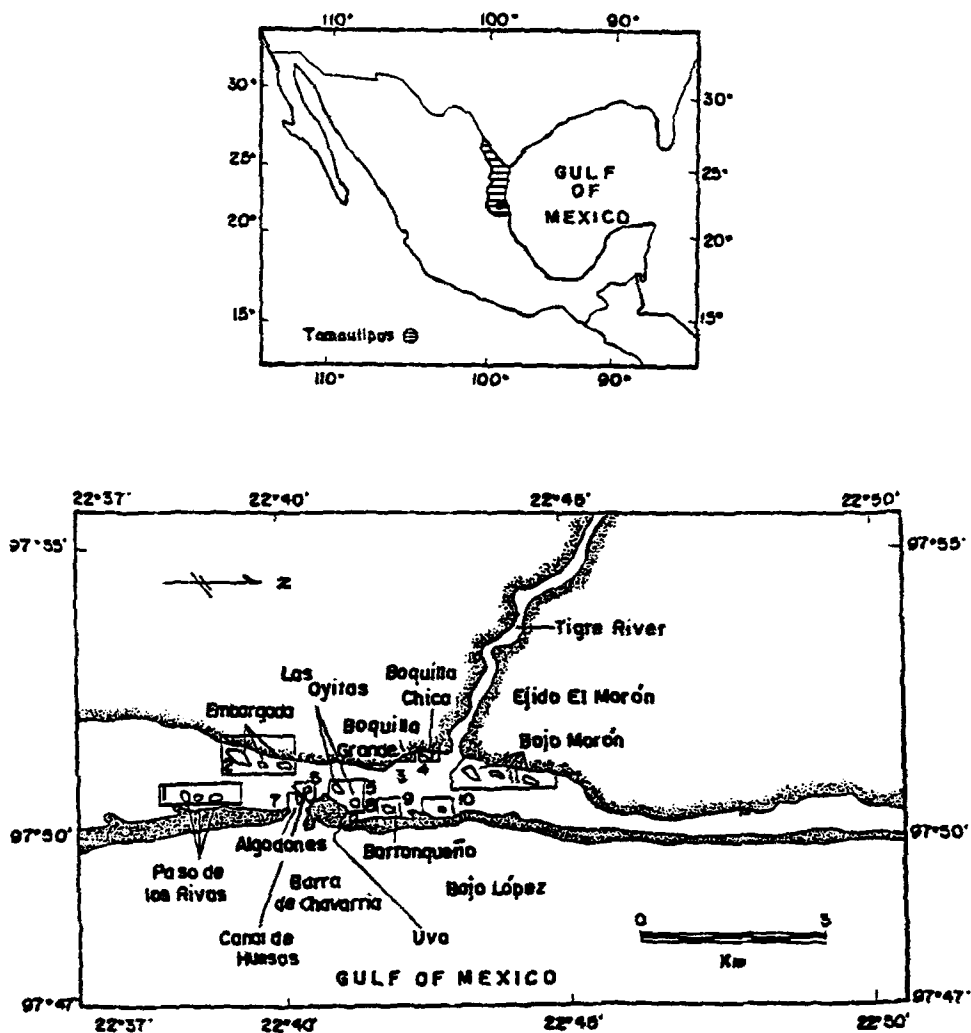 110°
100°
90°
30°
30°
25°
25°
20°
20°
15°
15°
GULF
OF
MEXICO
Tamaulipas
110°
100°
90°
22°37'
22°40'
22°45'
22°50'
97°55'
97°55'
N
Tigre River
Las
Oyitas
Boquilla
Chica
Ejido El Morón
Embargada
Boquilla
Grande
Bajo Morón
2
3
4
5
6
7
8
9
10
97°50'
97°50'
Algodones
Barranqueño
Paso de
los Rivas
Barra
de Chavarria
Bajo López
Canal de
Huesos
Uva
0
5
Km
GULF OF MEXICO
97°47'
97°47'
22°37'
22°40'
22°45'
22°50'